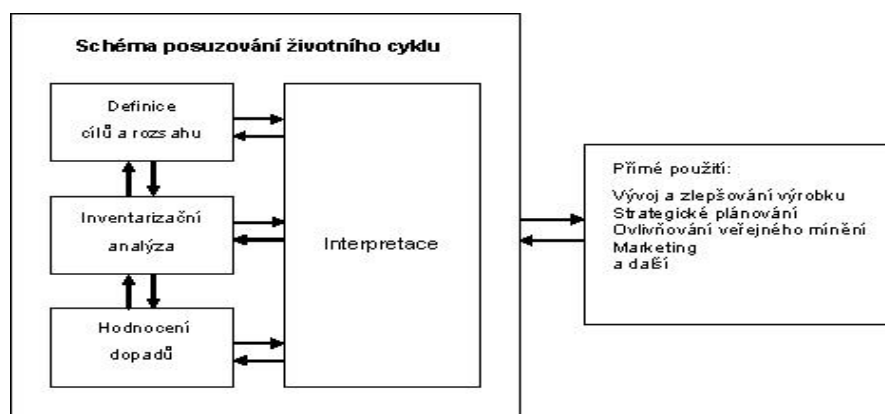 Schéma posuzování životního cyklu
Definice
cílů a rozsahu
Inventarizační
analýza
Hodnocení
dopadů
Interpretace
Přímé použití:
Vývoj a zlepšování výrobku
Strategické plánování
Ovlivňování veřejného mínění
Marketing
a další